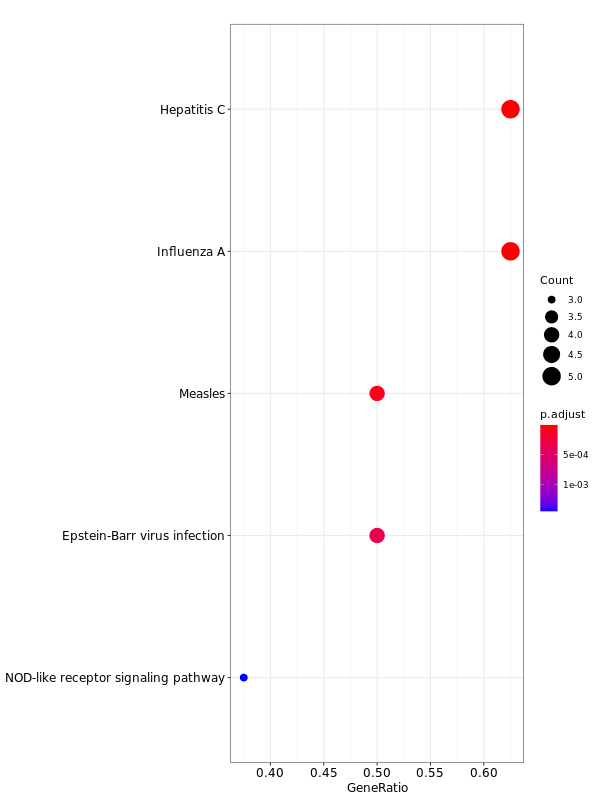 Hepatitis C
Influenza A
Measles
Epstein-Barr virus infection
NOD-like receptor signaling pathway
0.40 0.45 0.50 0.55 0.60
GeneRatio
Count
3.0
3.5
4.0
4.5
5.0
p.adjust
5e-04
1e-03